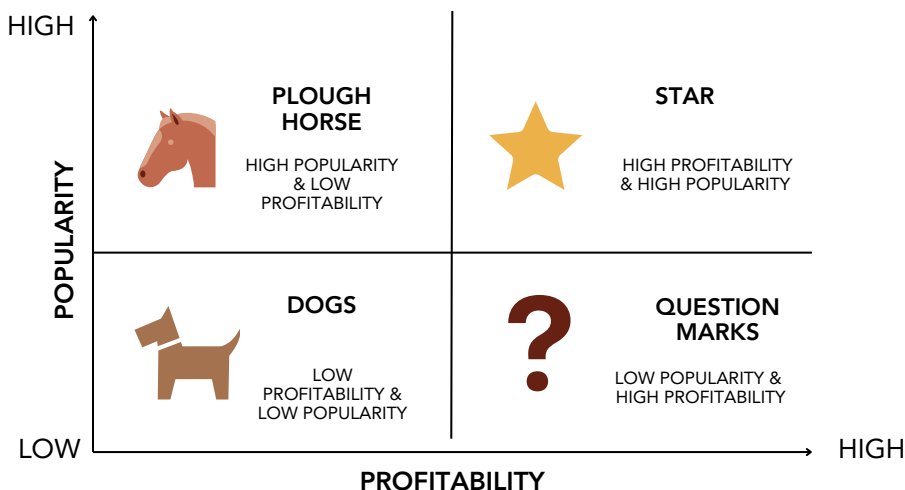 HIGH
PLOUGH
HORSE
HIGH POPULARITY
& LOW
PROFITABILITY
STAR
HIGH PROFITABILITY
& HIGH POPULARITY
POPULARITY
DOGS
LOW
PROFITABILITY &
LOW POPULARITY
?
QUESTION
MARKS
LOW POPULARITY &
HIGH PROFITABILITY
LOW
HIGH
PROFITABILITY